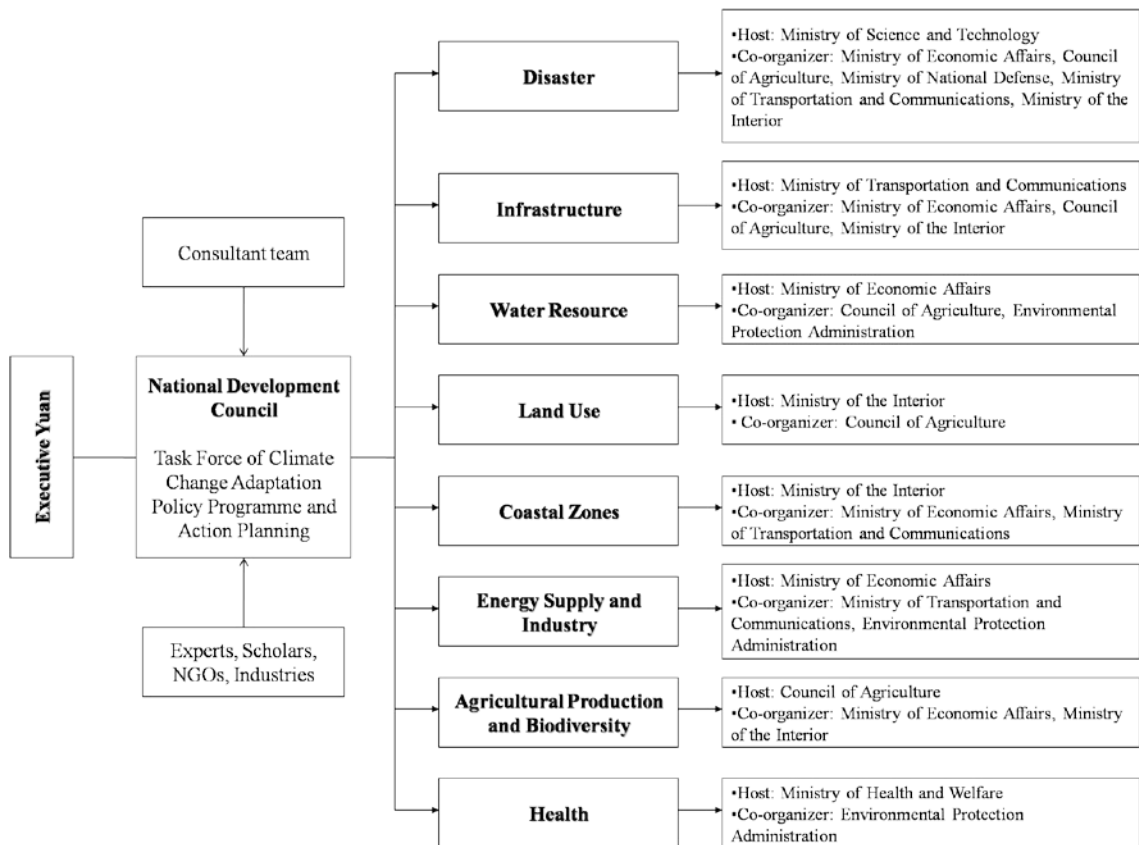 Executive Yuan
Consultant team
National Development
Council
Task Force of Climate
Change Adaptation
Policy Programme and
Action Planning
Experts, Scholars,
NGOs, Industries
Disaster
•Host: Ministry of Science and Technology
•Co-organizer: Ministry of Economic Affairs, Council
of Agriculture, Ministry of National Defense, Ministry
of Transportation and Communications, Ministry of the
Interior
Infrastructure
•Host: Ministry of Transportation and Communications
•Co-organizer: Ministry of Economic Affairs, Council
of Agriculture, Ministry of the Interior
Water Resource
•Host: Ministry of Economic Affairs
•Co-organizer: Council of Agriculture, Environmental
Protection Administration
Land Use
•Host: Ministry of the Interior
• Co-organizer: Council of Agriculture
Coastal Zones
•Host: Ministry of the Interior
•Co-organizer: Ministry of Economic Affairs, Ministry
of Transportation and Communications
Energy Supply and
Industry
•Host: Ministry of Economic Affairs
•Co-organizer: Ministry of Transportation and
Communications, Environmental Protection
Administration
Agricultural Production
and Biodiversity
•Host: Council of Agriculture
•Co-organizer: Ministry of Economic Affairs, Ministry
of the Interior
Health
•Host: Ministry of Health and Welfare
•Co-organizer: Environmental Protection
Administration